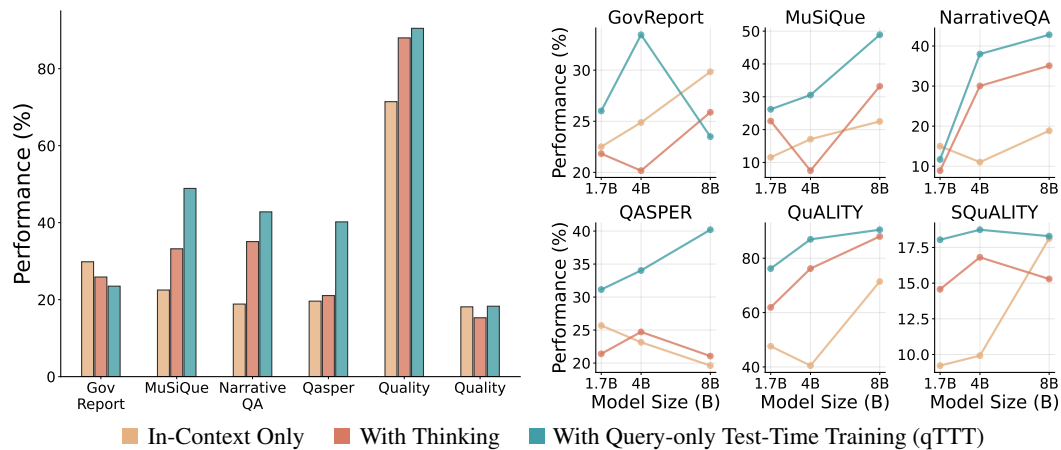 Performance (%)
80
60
40
20
0
Gov
Report
MuSiQue
Narrative
QA
Qasper
Quality
Quality
GovReport
Performance (%)
30
25
20
1.7B 4B 8B
MuSiQue
50
40
30
20
10
1.7B 4B 8B
NarrativeQA
40
30
20
10
1.7B 4B 8B
QASPER
Performance (%)
40
35
30
25
20
1.7B 4B 8B
Model Size (B)
QuALITY
80
60
40
1.7B 4B 8B
Model Size (B)
SQuALITY
17.5
15.0
12.5
10.0
1.7B 4B 8B
Model Size (B)
In-Context Only
With Thinking
With Query-only Test-Time Training (qTTT)